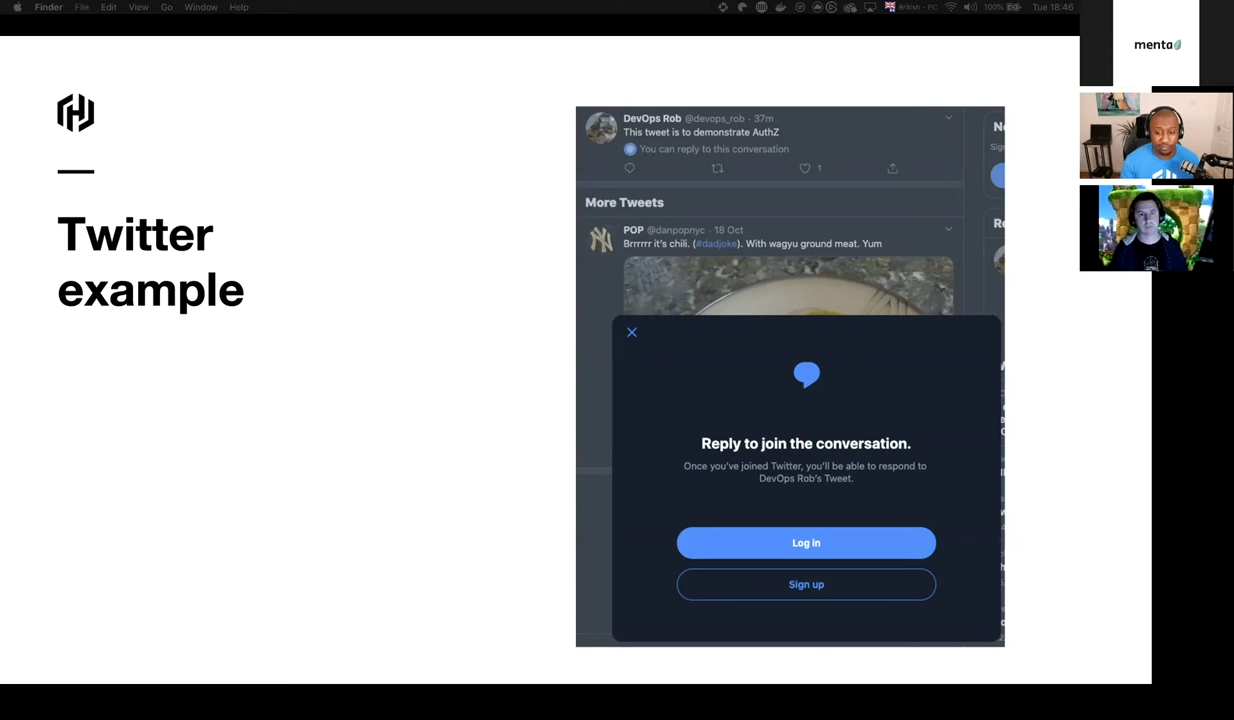 Finder File Edit View Go Window Help
British - PC 100% Tue 18:46
menta
Twitter
example
DevOps Rob @devops_rob · 37m
This tweet is to demonstrate AuthZ
You can reply to this conversation
1
More Tweets
POP @danpopnyc · 18 Oct
Brrrrrr it's chili. (#dadjoke). With wagyu ground meat. Yum
Reply to join the conversation.
Once you've joined Twitter, you'll be able to respond to
DevOps Rob's Tweet.
Log in
Sign up